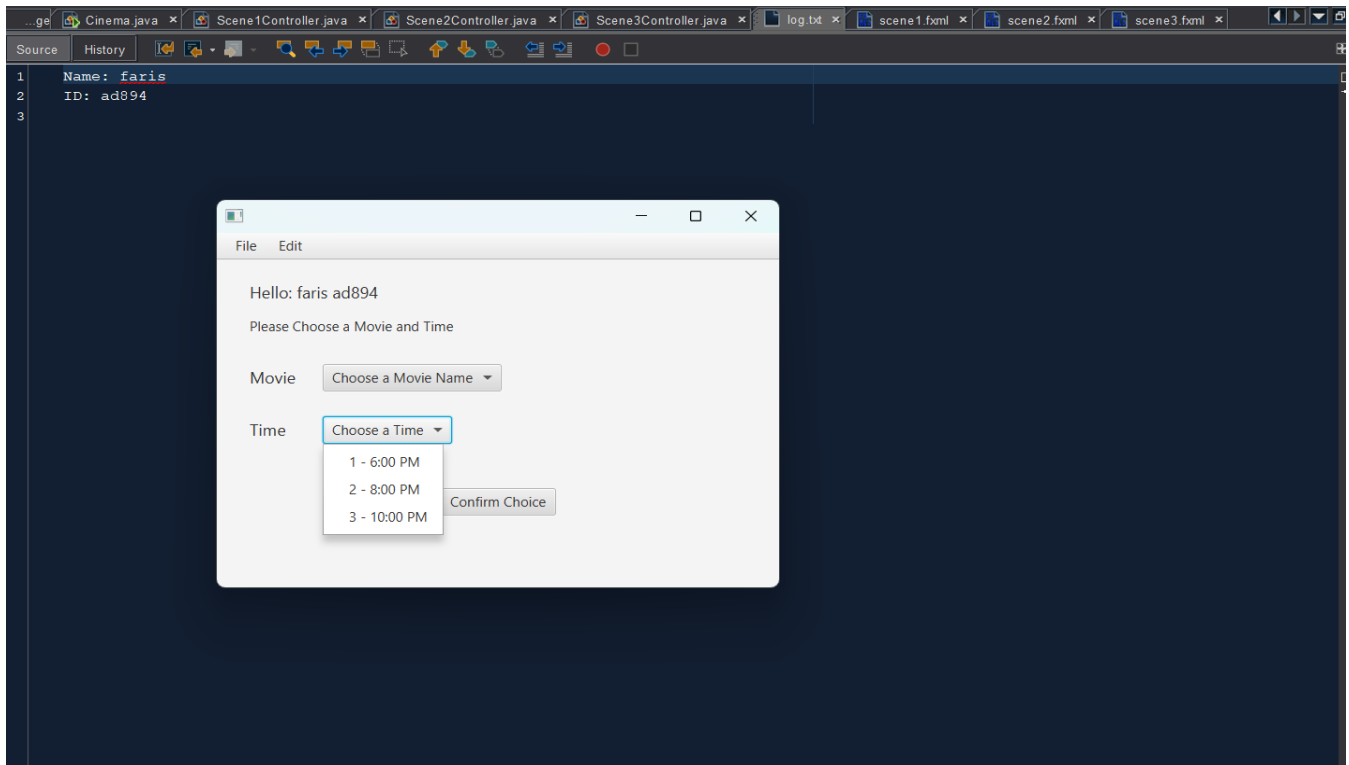 ...ge Cinema.java Scene1Controller.java Scene2Controller.java Scene3Controller.java log.txt scene1.fxml scene2.fxml scene3.fxml
Source History
1 Name: faris
2 ID: ad894
3
File Edit
Hello: faris ad894
Please Choose a Movie and Time
Movie Choose a Movie Name
Time Choose a Time
1 - 6:00 PM
2 - 8:00 PM
Confirm Choice
3 - 10:00 PM